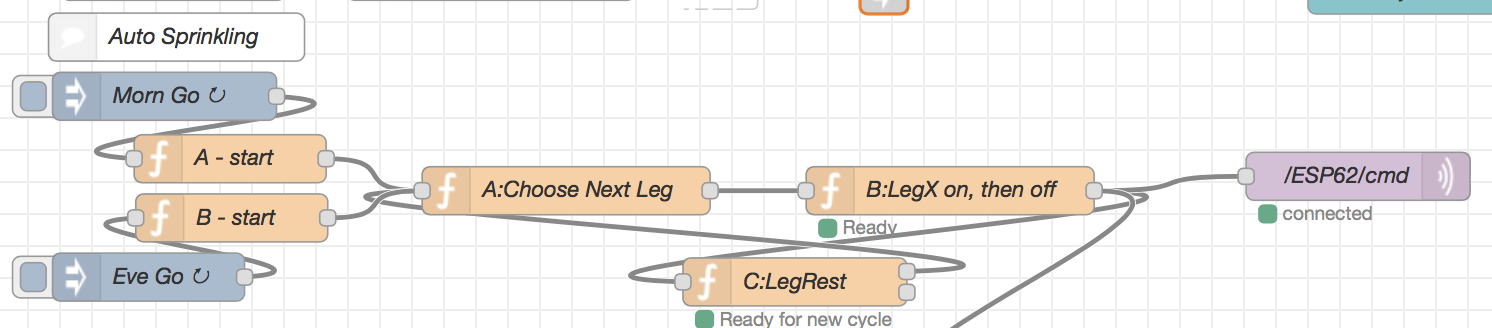 Auto Sprinkling
Morn Go ↻
A - start
A:Choose Next Leg
B:LegX on, then off
/ESP62/cmd
B - start
connected
Ready
Eve Go ↻
C:LegRest
Ready for new cycle